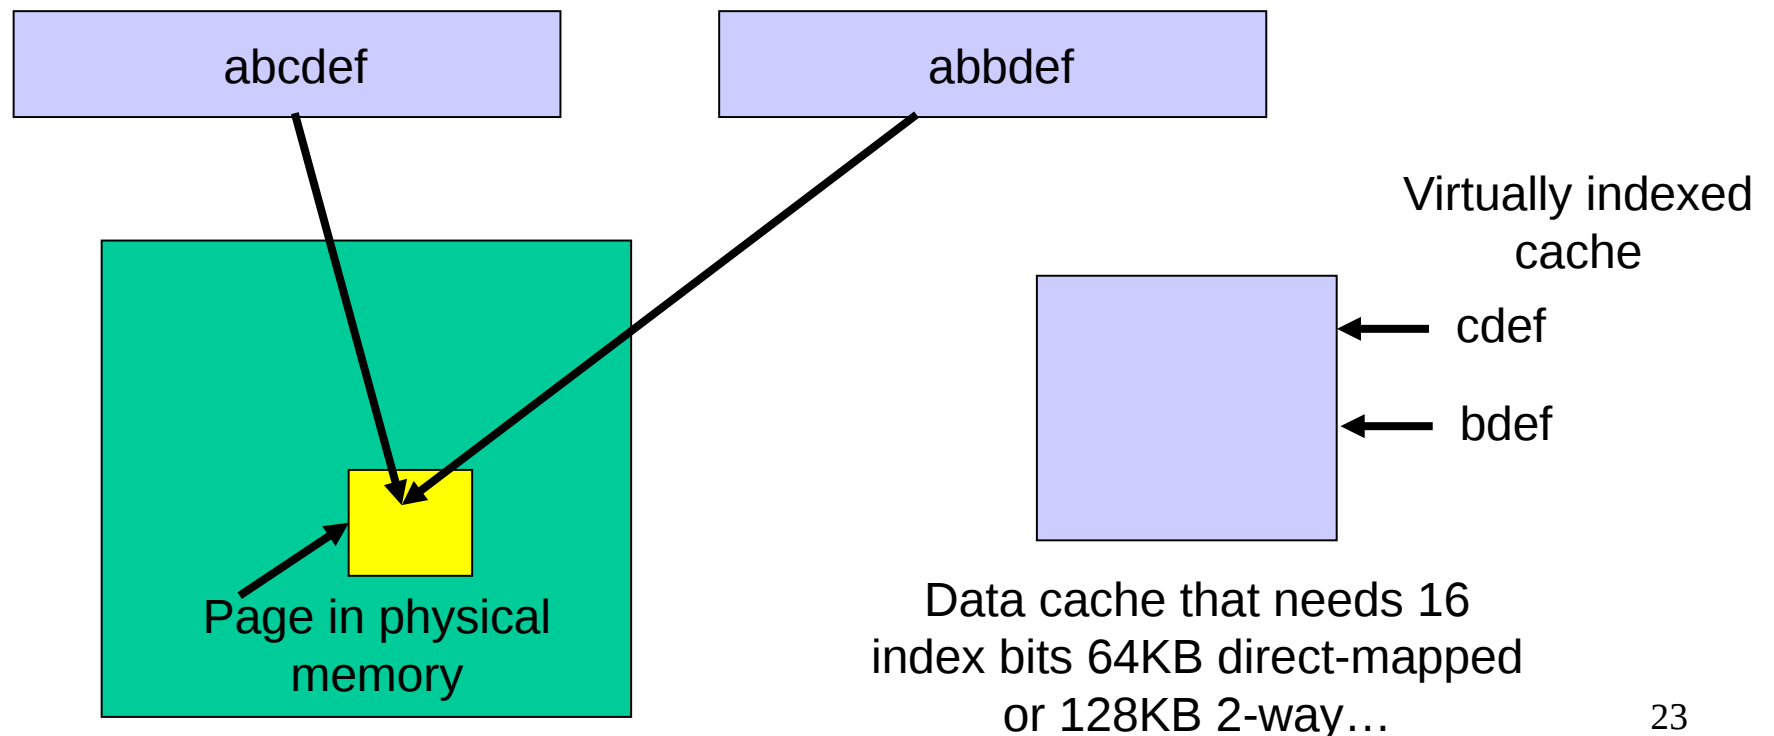 abcdef
abbdef
Virtually indexed
cache
cdef
bdef
Page in physical
memory
Data cache that needs 16
index bits 64KB direct-mapped
or 128KB 2-way…
23